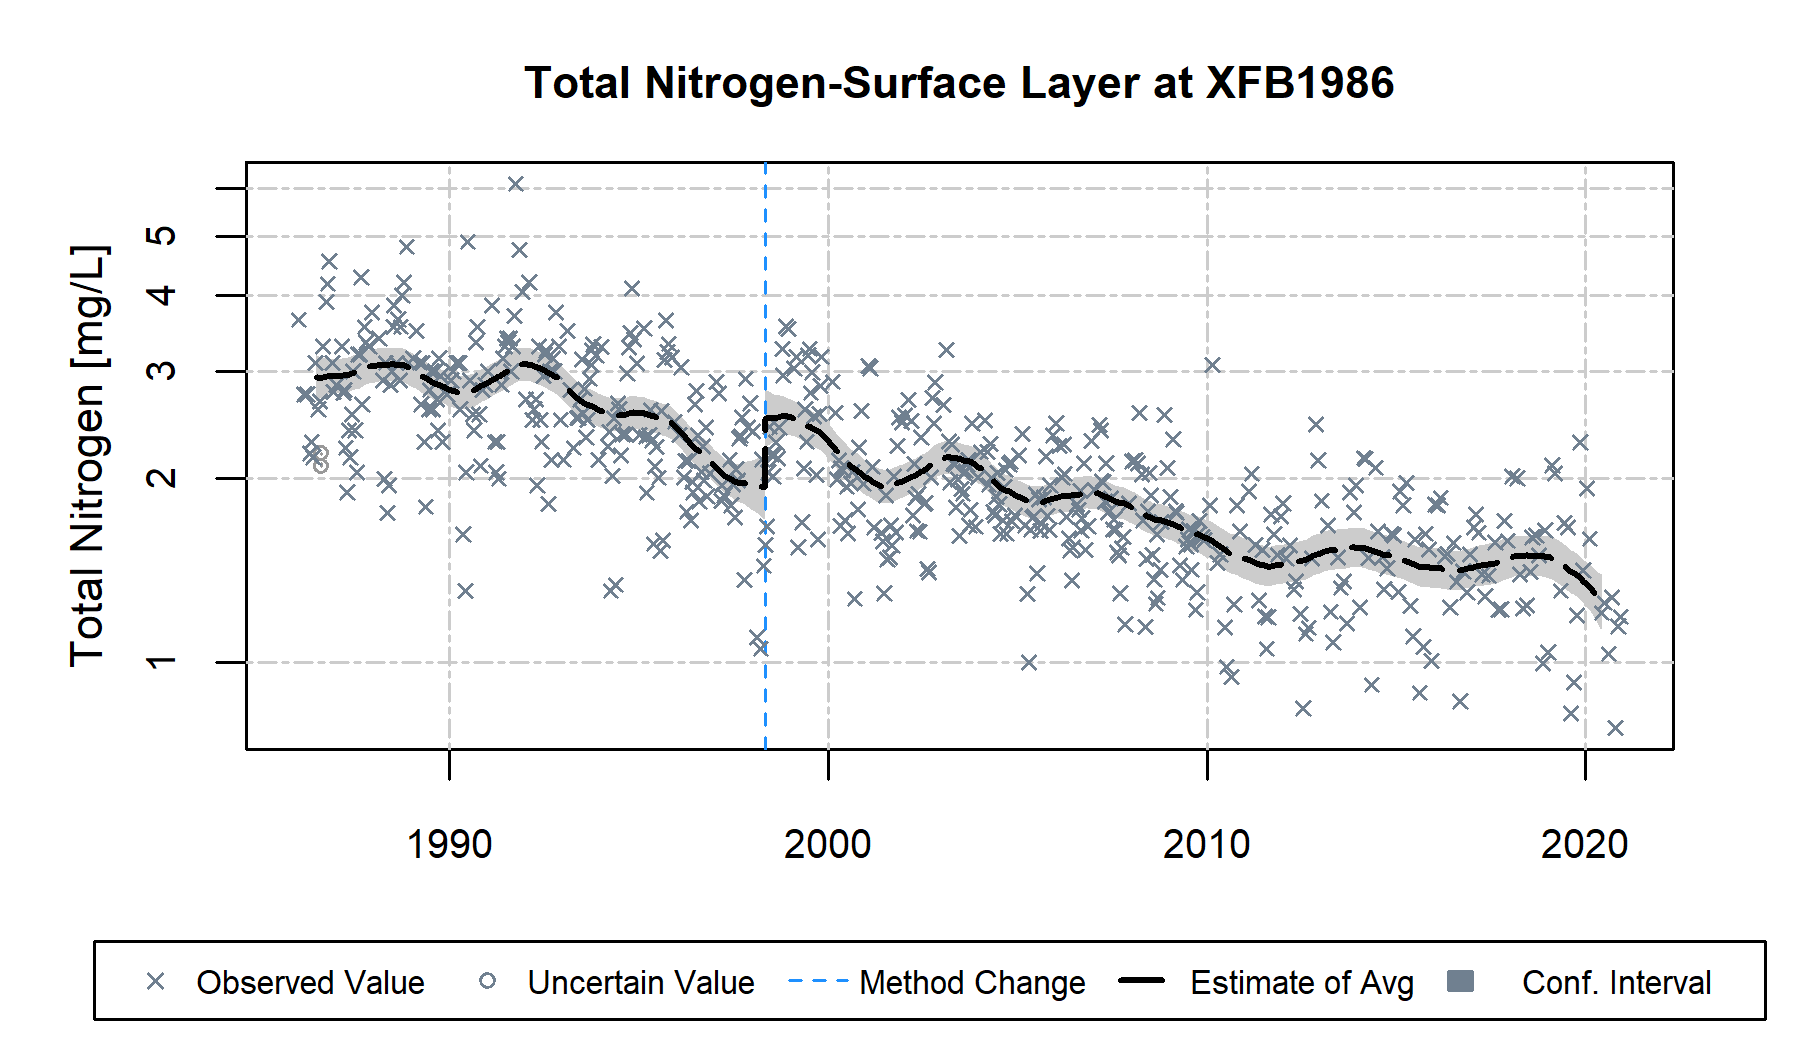 Total Nitrogen-Surface Layer at XFB1986
Total Nitrogen [mg/L]
5
4
3
2
1
1990 2000 2010 2020
Observed Value Uncertain Value Method Change Estimate of Avg Conf. Interval